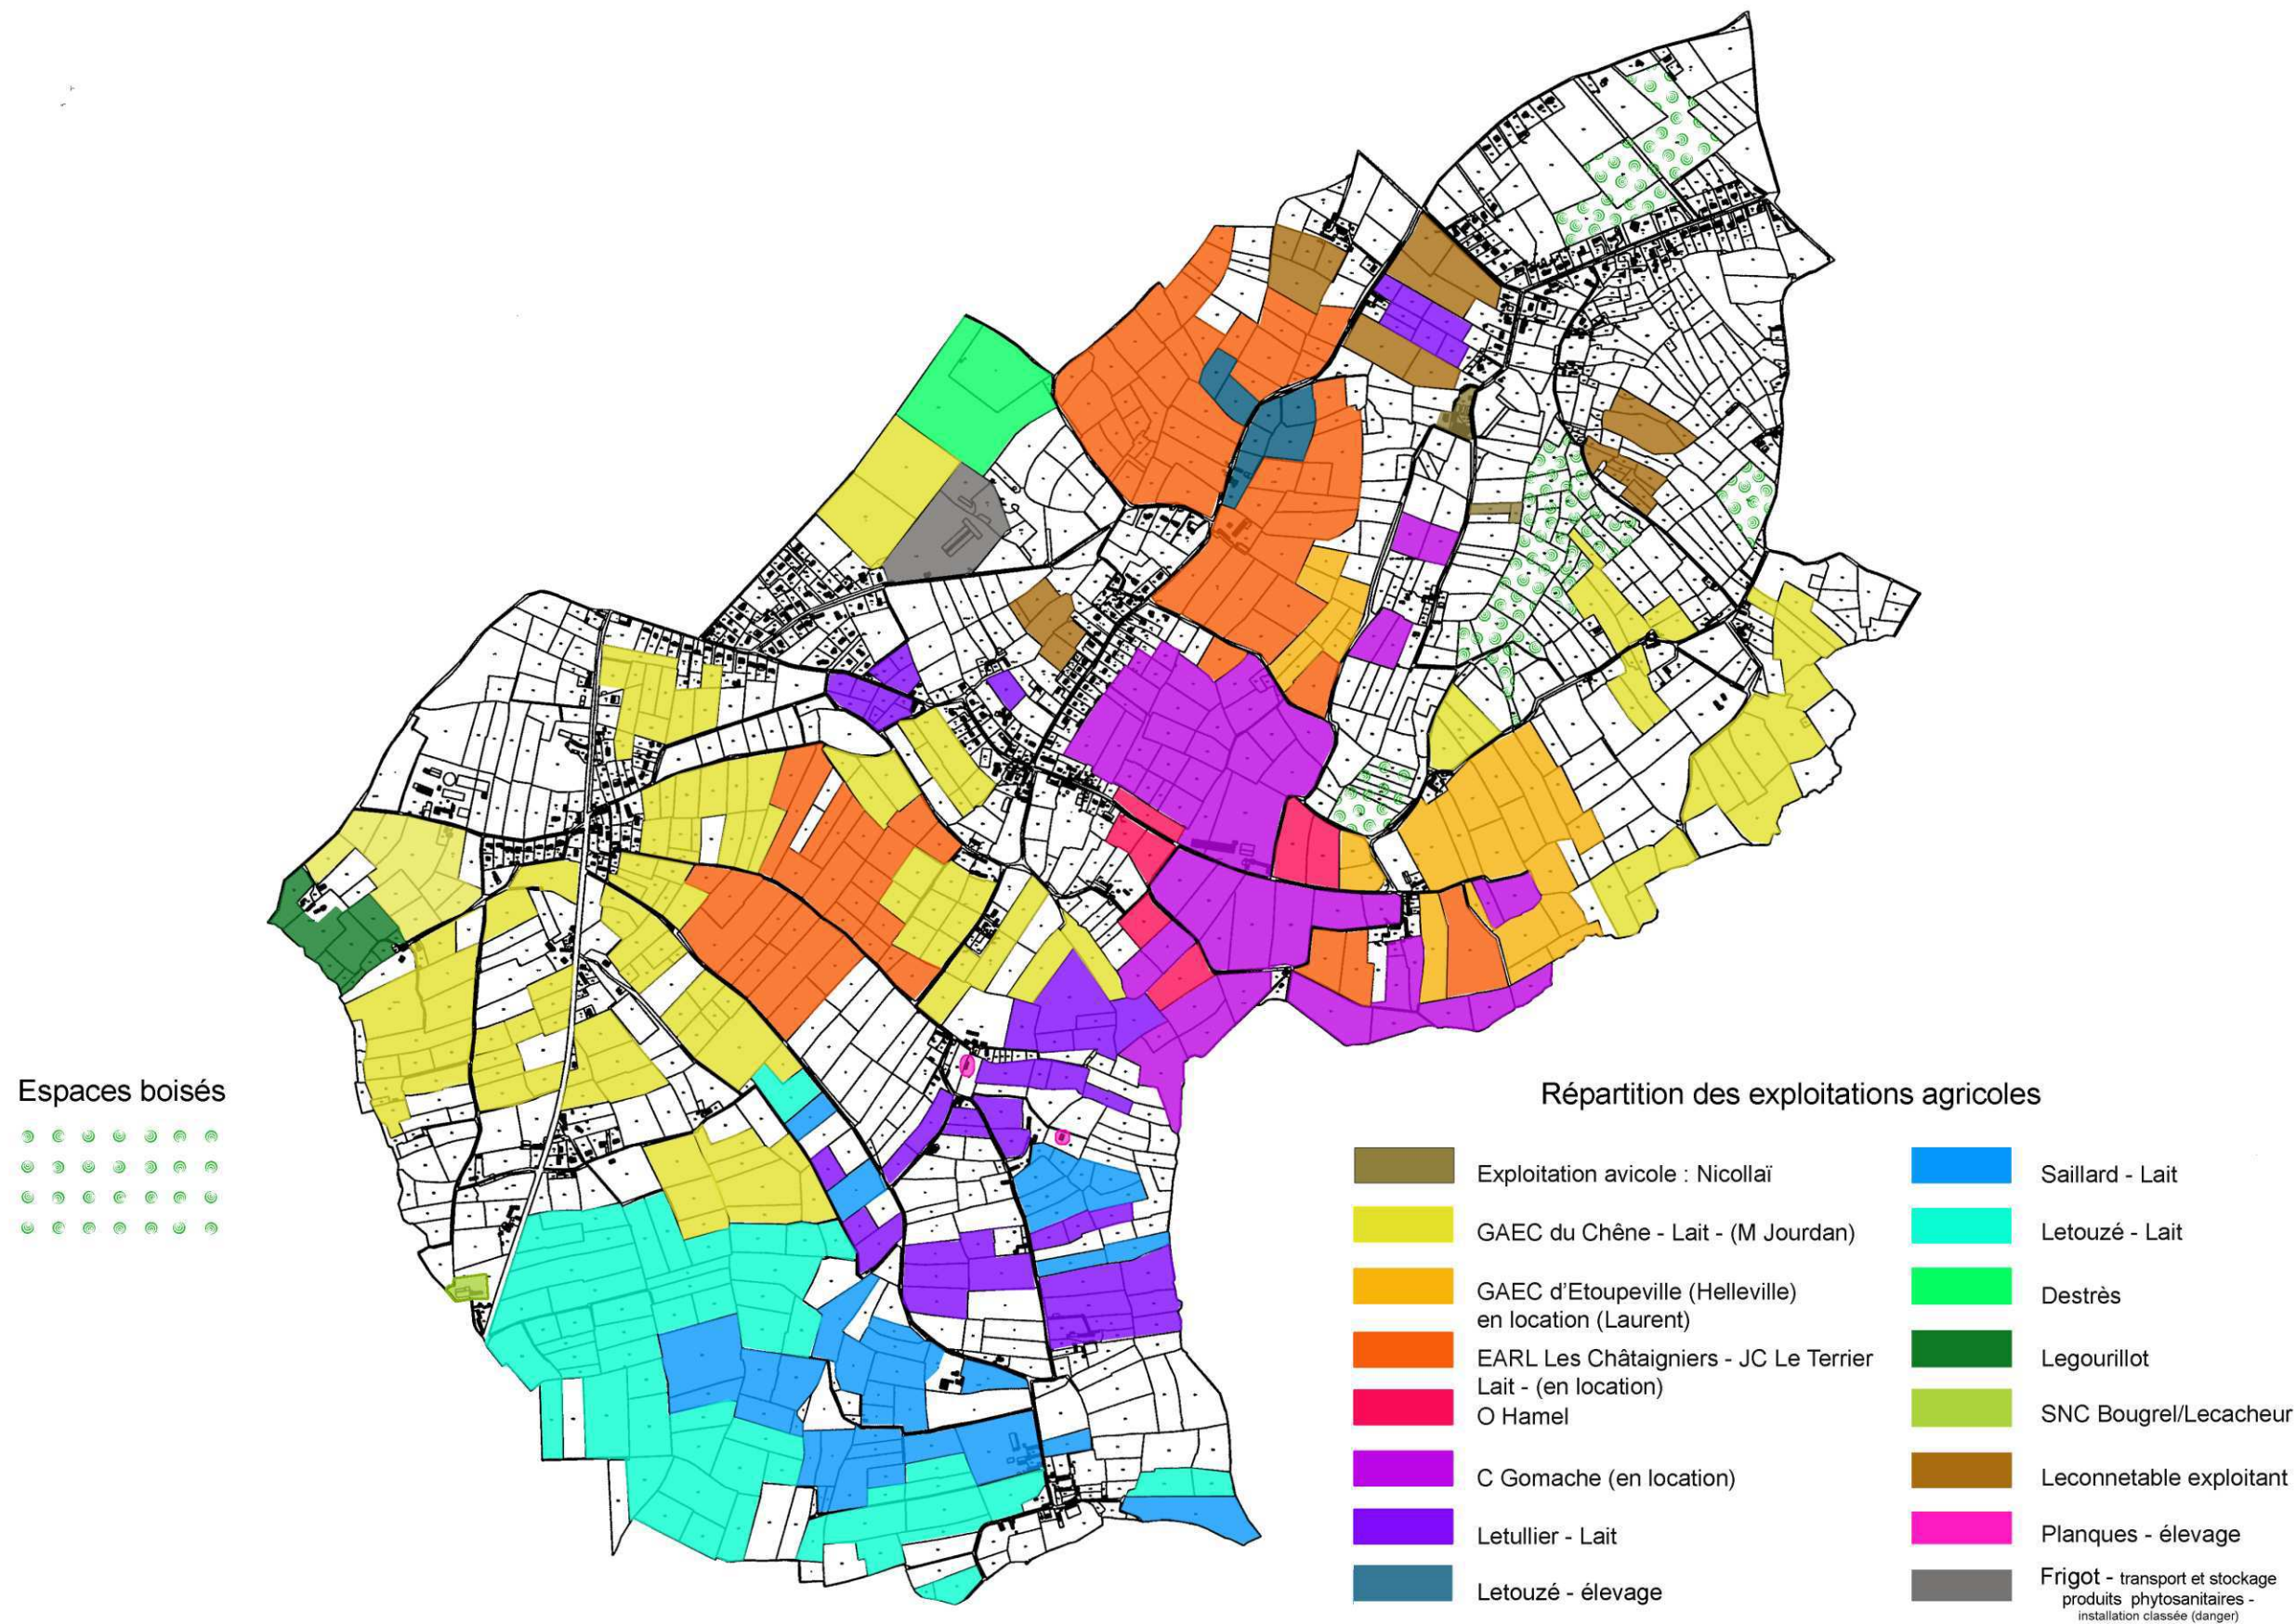 Espaces boisés
Répartition des exploitations agricoles
Exploitation avicole : Nicollaï
GAEC du Chêne - Lait - (M Jourdan)
GAEC d'Etoupeville (Helleville)
en location (Laurent)
EARL Les Châtaigniers - JC Le Terrier
Lait - (en location)
O Hamel
C Gomache (en location)
Letullier - Lait
Letouzé - élevage
Saillard - Lait
Letouzé - Lait
Destrès
Legourillot
SNC Bougrel/Lecacheur
Leconnetable exploitant
Planques - élevage
Frigot - transport et stockage
produits phytosanitaires -
installation classée (danger)